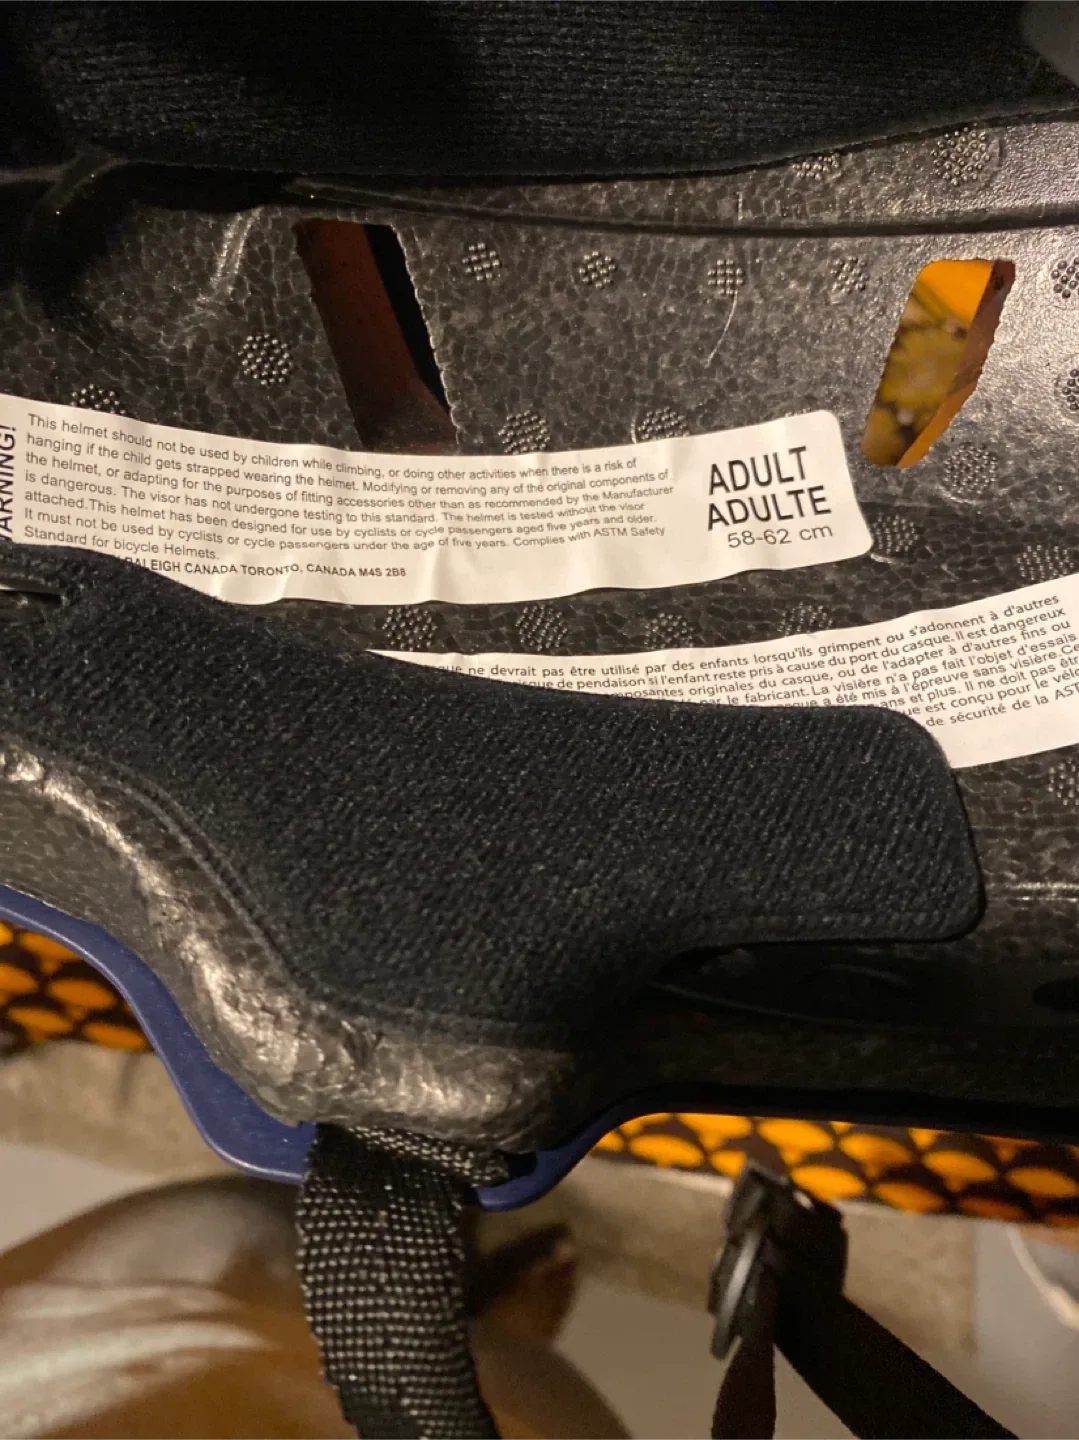 WARNING!
This helmet should not be used by children while climbing, or doing other activities when there is a risk of
hanging if the child gets strapped wearing the helmet. Modifying or removing any of the original components of
the helmet, or adapting for the purposes of fitting accessories other than as recommended by the Manufacturer
is dangerous. The visor has not undergone testing to this standard. The helmet is tested without the visor
attached.This helmet has been designed for use by cyclists or cycle passengers aged five years and older.
It must not be used by cyclists or cycle passengers under the age of five years. Complies with ASTM Safety
Standard for bicycle Helmets.
RALEIGH CANADA TORONTO, CANADA M4S 2B8
ADULT
ADULTE
58-62 cm
ne devrait pas être utilisé par des enfants lorsqu'ils grimpent ou s'adonnent à d'autres
de pendaison si l'enfant reste pris à cause du port du casque. Il est dangereux
composantes originales du casque, ou de l'adapter à d'autres fins ou
par le fabricant. La visière n'a pas fait l'objet d'essais
a été mis à l'épreuve sans visière. Ce
ans et plus. Il ne doit pas être
est conçu pour le vélo
de sécurité de la AST